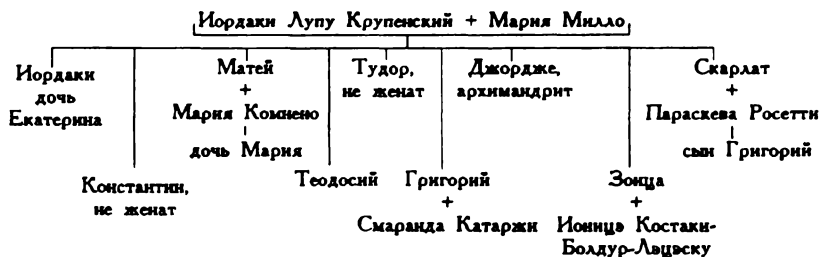 Иордаки Лупу Крупенский + Мария Милло
Иордаки
дочь
Екатерина
Матей
+
Мария Комнено
дочь Мария
Тудор,
не женат
Джордже,
архимандрит
Скарлат
+
Параскева Росетти
сын Григорий
Константин,
не женат
Теодосий
Григорий
+
Смаранда Катаржи
Зоица
+
Ионицэ Костаки-
Болдур-Лэцэску